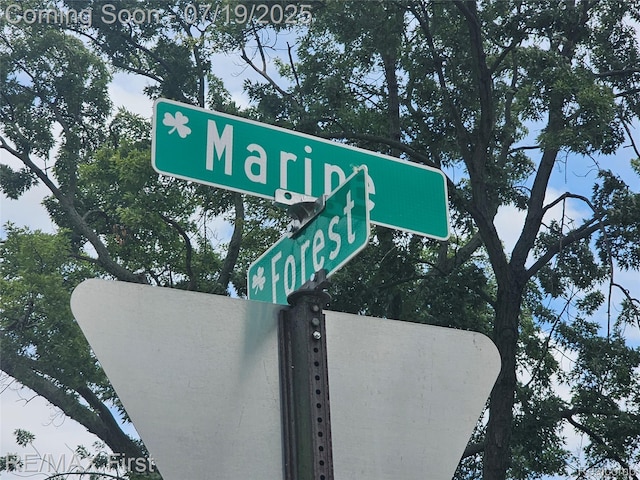 Coming Soon - 07/19/2025
Marine
Forest
RE/MAX First